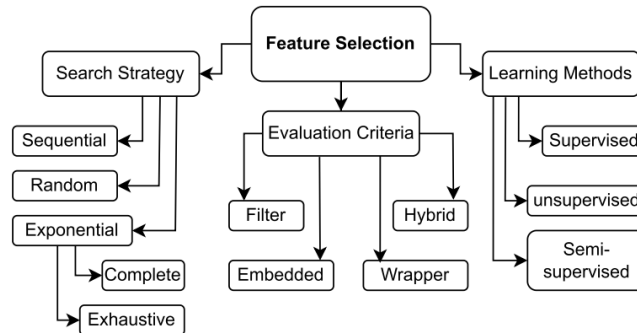 Feature Selection
Search Strategy
Learning Methods
Evaluation Criteria
Sequential
Supervised
Random
unsupervised
Filter
Hybrid
Exponential
Semi-
supervised
Complete
Embedded
Wrapper
Exhaustive